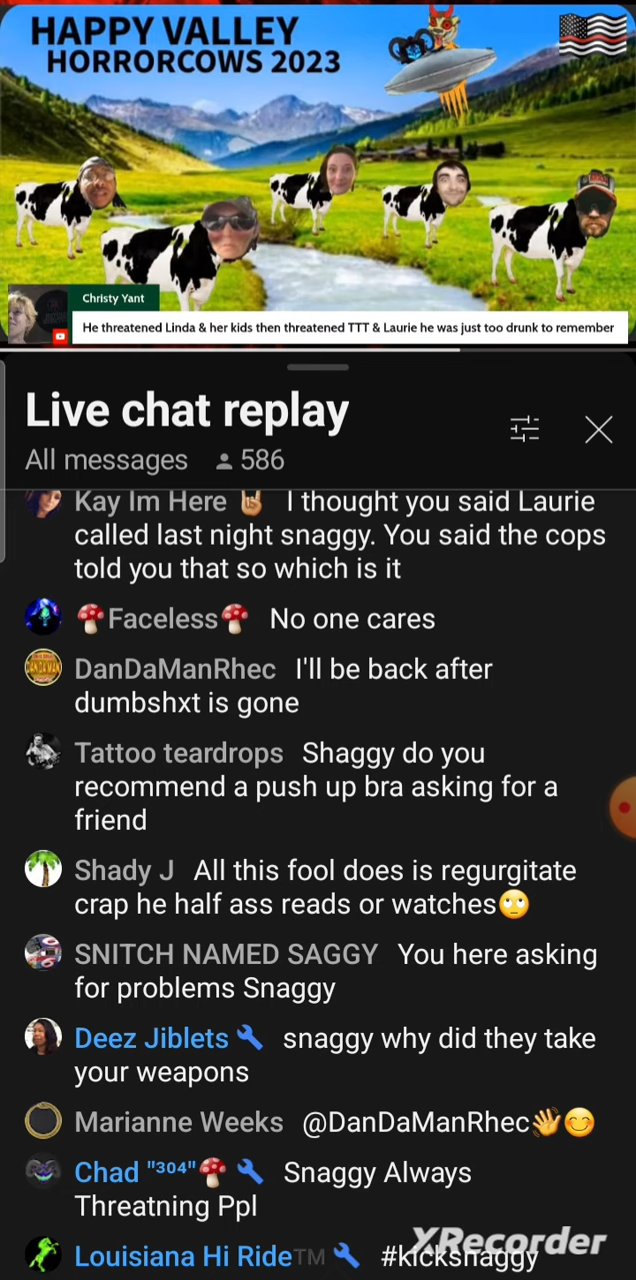 HAPPY VALLEY
HORRORCOWS 2023
Christy Yant
He threatened Linda & her kids then threatened TTT & Laurie he was just too drunk to remember
Live chat replay
All messages 586
Kay Im Here 🤘 I thought you said Laurie
called last night snaggy. You said the cops
told you that so which is it
🍄Faceless🍄 No one cares
DanDaManRhec I'll be back after
dumbshxt is gone
Tattoo teardrops Shaggy do you
recommend a push up bra asking for a
friend
Shady J All this fool does is regurgitate
crap he half ass reads or watches🙄
SNITCH NAMED SAGGY You here asking
for problems Snaggy
Deez Jiblets🔧 snaggy why did they take
your weapons
Marianne Weeks @DanDaManRhec👋😊
Chad "³⁰⁴"🍄🔧 Snaggy Always
Threatning Ppl
XRecorder
Louisiana Hi Ride™🔧 #kicksnaggy